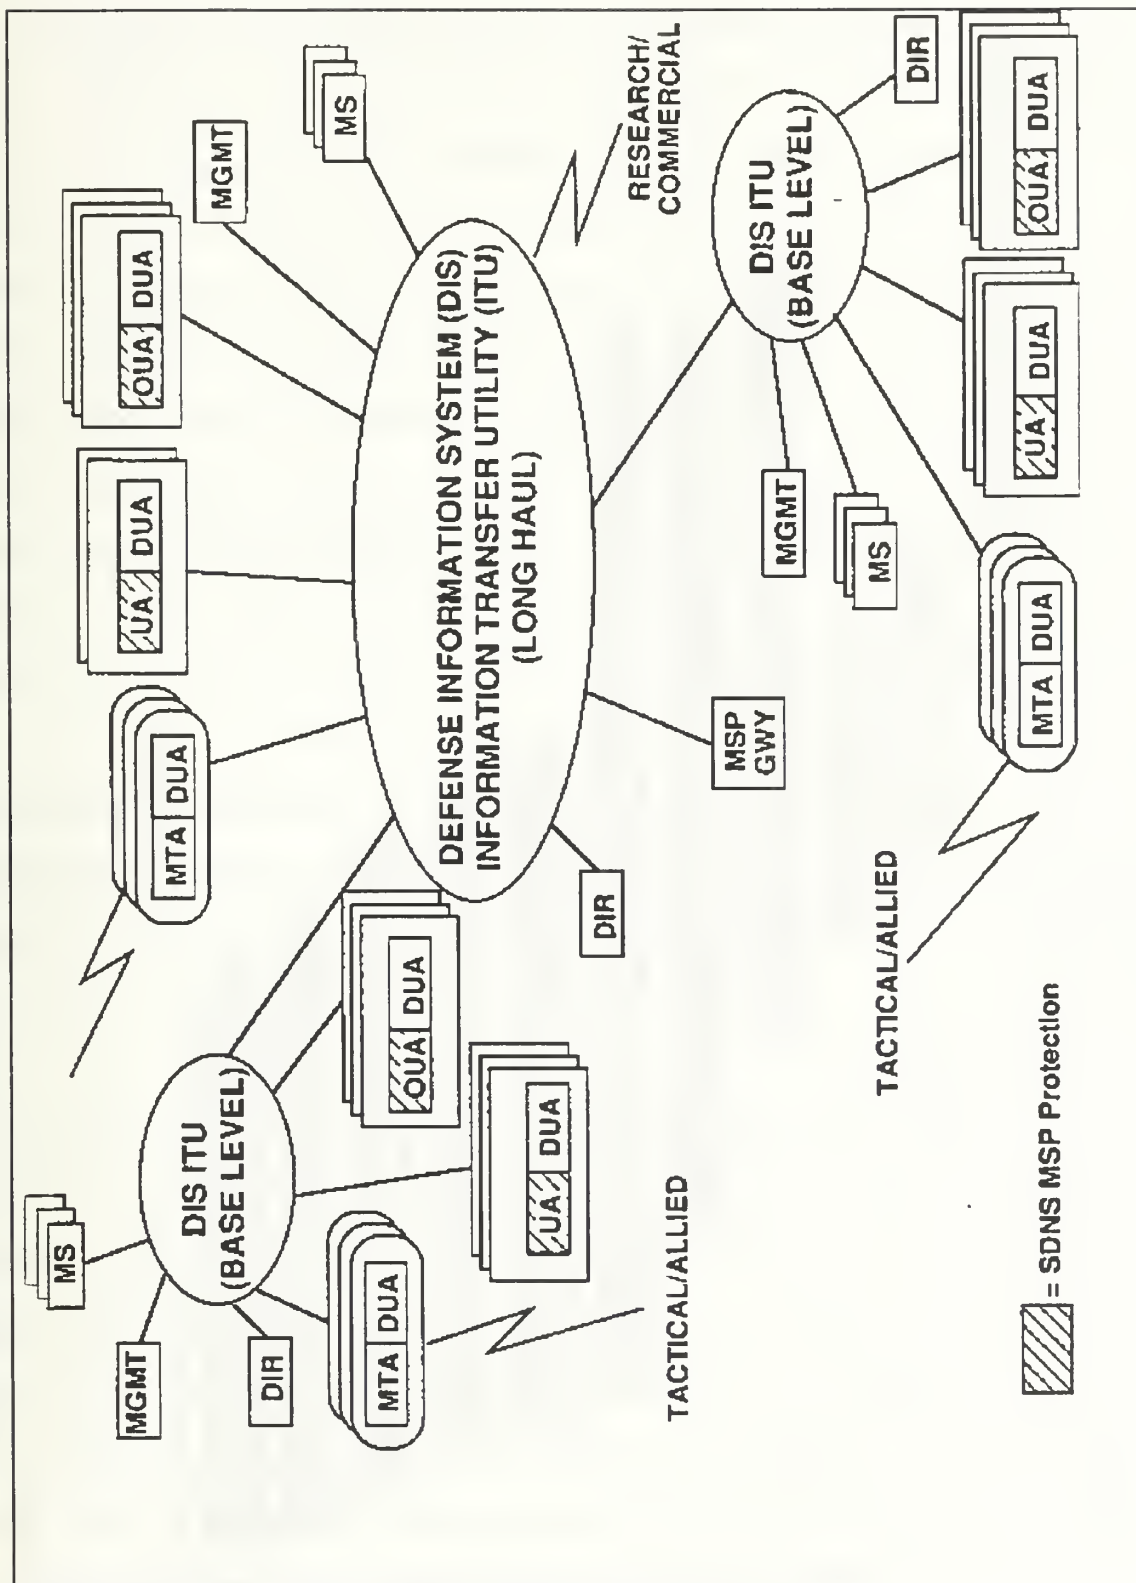 MS
MGMT
DIR
DIS ITU
(BASE LEVEL)
MTA DUA
OUA DUA
UA DUA
TACTICAL/ALLIED
MTA DUA
UA DUA
OUA DUA
MGMT
MS
DEFENSE INFORMATION SYSTEM (DIS)
INFORMATION TRANSFER UTILITY (ITU)
(LONG HAUL)
DIR
MSP
GWY
RESEARCH/
COMMERCIAL
DIS ITU
(BASE LEVEL)
MGMT
MS
DIR
MTA DUA
UA DUA
OUA DUA
TACTICAL/ALLIED
= SDNS MSP Protection